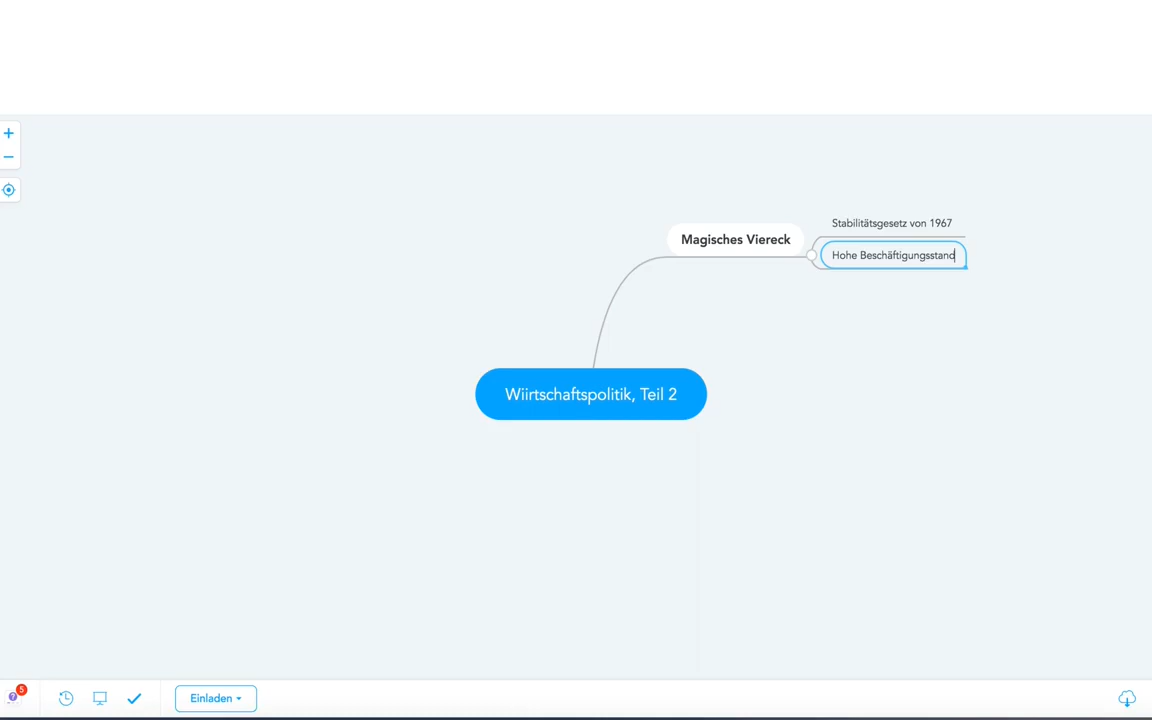 Stabilitätsgesetz von 1967
Magisches Viereck
Hohe Beschäftigungsstand
Wiirtschaftspolitik, Teil 2
5
?
Einladen